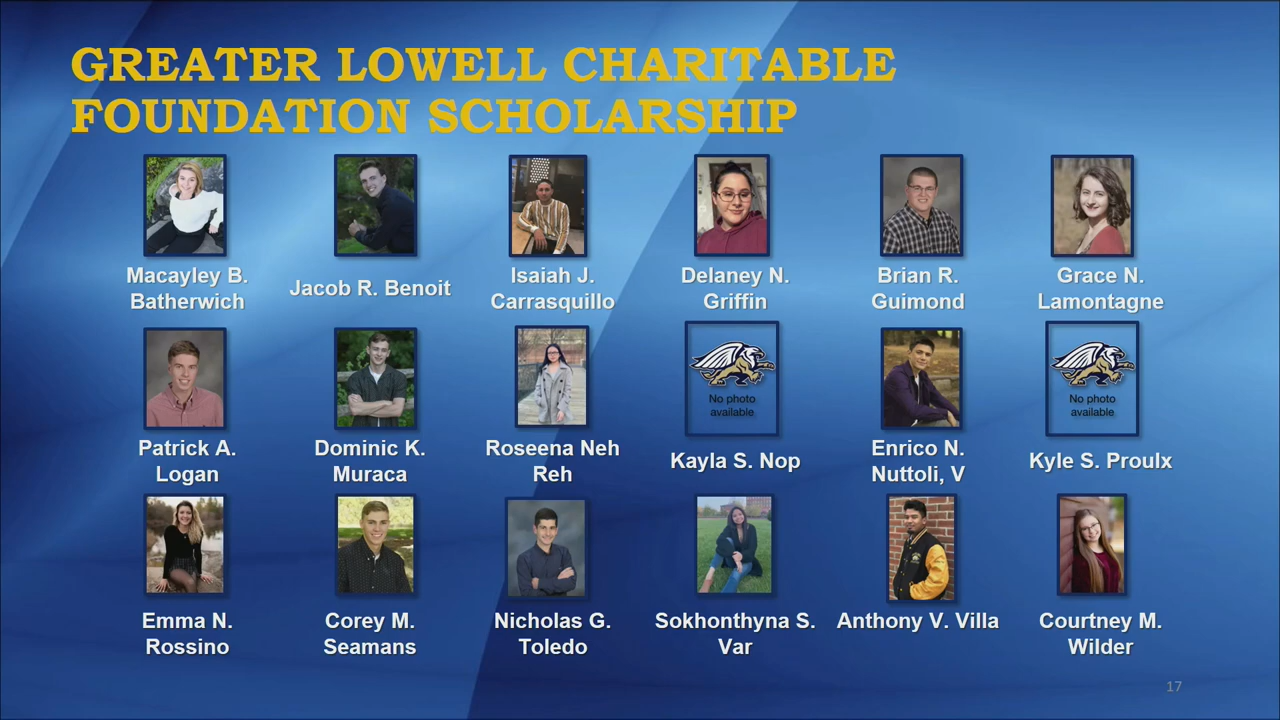 GREATER LOWELL CHARITABLE
FOUNDATION SCHOLARSHIP
Macayley B.
Batherwich
Jacob R. Benoit
Isaiah J.
Carrasquillo
Delaney N.
Griffin
Brian R.
Guimond
Grace N.
Lamontagne
Patrick A.
Logan
Dominic K.
Muraca
Roseena Neh
Reh
No photo
available
Kayla S. Nop
Enrico N.
Nuttoli, V
No photo
available
Kyle S. Proulx
Emma N.
Rossino
Corey M.
Seamans
Nicholas G.
Toledo
Sokhonthyna S.
Var
Anthony V. Villa
Courtney M.
Wilder
17